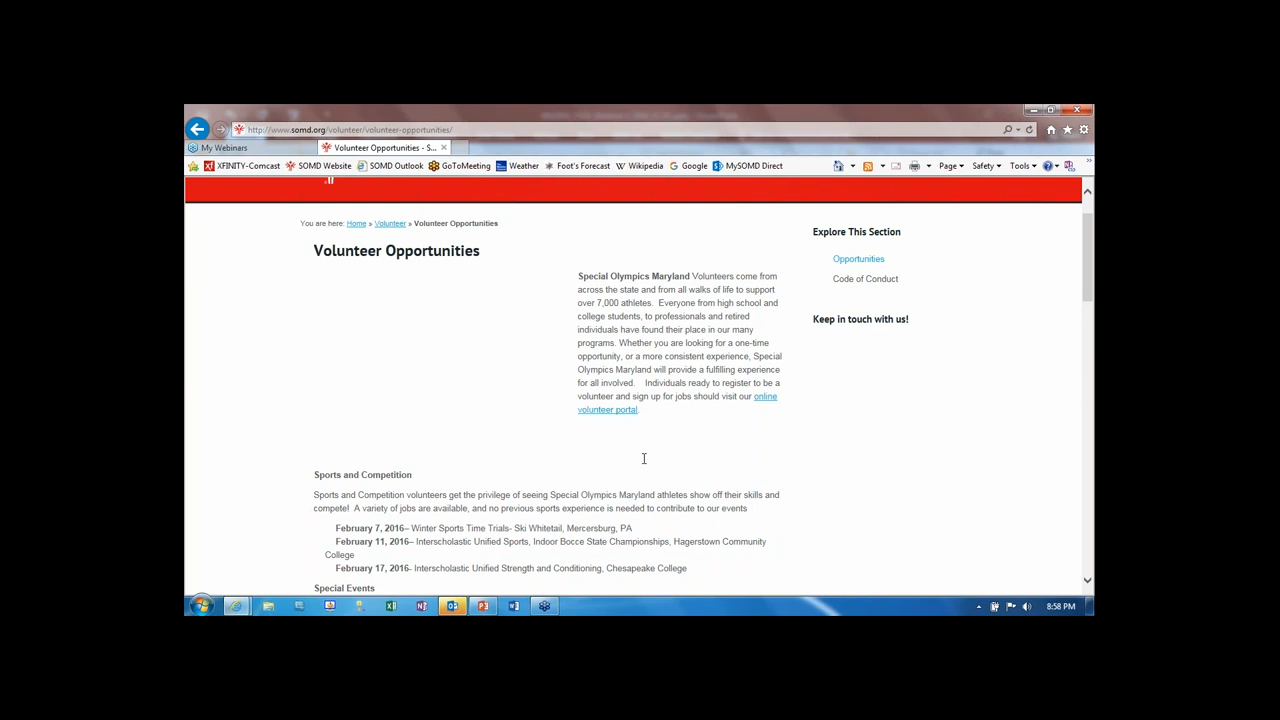 http://www.somd.org/volunteer/volunteer-opportunities/
My Webinars
Volunteer Opportunities - S...
XFINITY-Comcast
SOMD Website
SOMD Outlook
GoToMeeting
Weather
Foot's Forecast
Wikipedia
Google
MySOMD Direct
Page
Safety
Tools
You are here: Home » Volunteer » Volunteer Opportunities
Volunteer Opportunities
Special Olympics Maryland Volunteers come from
across the state and from all walks of life to support
over 7,000 athletes. Everyone from high school and
college students, to professionals and retired
individuals have found their place in our many
programs. Whether you are looking for a one-time
opportunity, or a more consistent experience, Special
Olympics Maryland will provide a fulfilling experience
for all involved. Individuals ready to register to be a
volunteer and sign up for jobs should visit our online
volunteer portal.
Explore This Section
Opportunities
Code of Conduct
Keep in touch with us!
Sports and Competition
Sports and Competition volunteers get the privilege of seeing Special Olympics Maryland athletes show off their skills and
compete! A variety of jobs are available, and no previous sports experience is needed to contribute to our events
February 7, 2016– Winter Sports Time Trials- Ski Whitetail, Mercersburg, PA
February 11, 2016– Interscholastic Unified Sports, Indoor Bocce State Championships, Hagerstown Community
College
February 17, 2016- Interscholastic Unified Strength and Conditioning, Chesapeake College
Special Events
8:58 PM